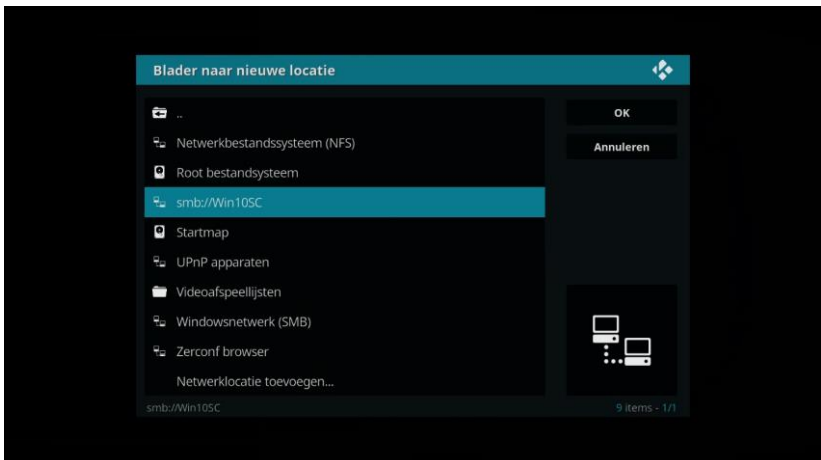 Blader naar nieuwe locatie
..
OK
Netwerkbestandssysteem (NFS)
Annuleren
Root bestandsysteem
smb://Win10SC
Startmap
UPnP apparaten
Videoafspeellijsten
Windowsnetwerk (SMB)
Zerconf browser
Netwerklocatie toevoegen...
smb://Win10SC
9 items - 1/1